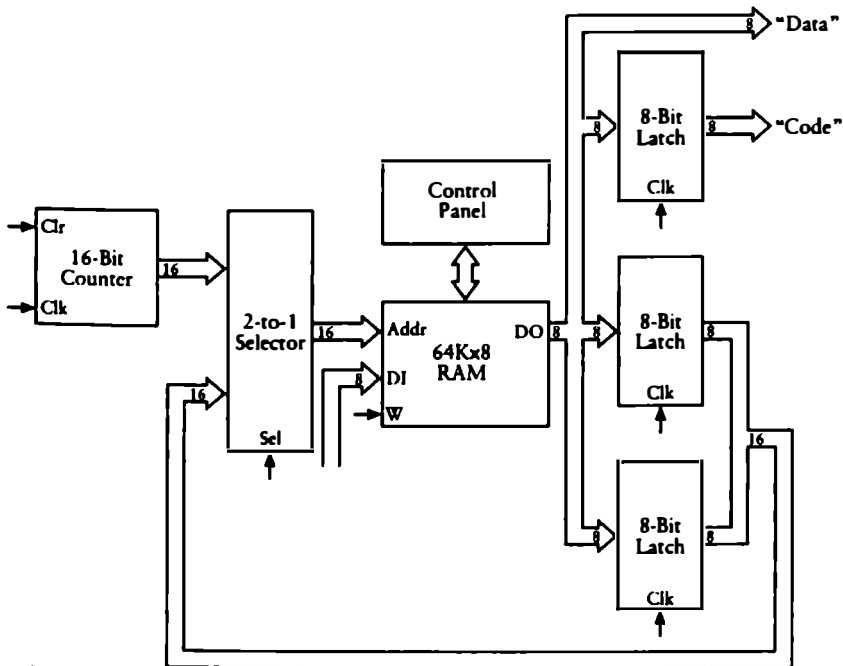 8
"Data"
8
8-Bit
Latch
8
"Code"
Clk
Control
Panel
Clr
16-Bit
Counter
16
Clk
2-to-1
Selector
16
Addr
DO
8
64Kx8
RAM
8
8-Bit
Latch
8
Clk
8
DI
W
16
Sel
16
8
8-Bit
Latch
8
Clk